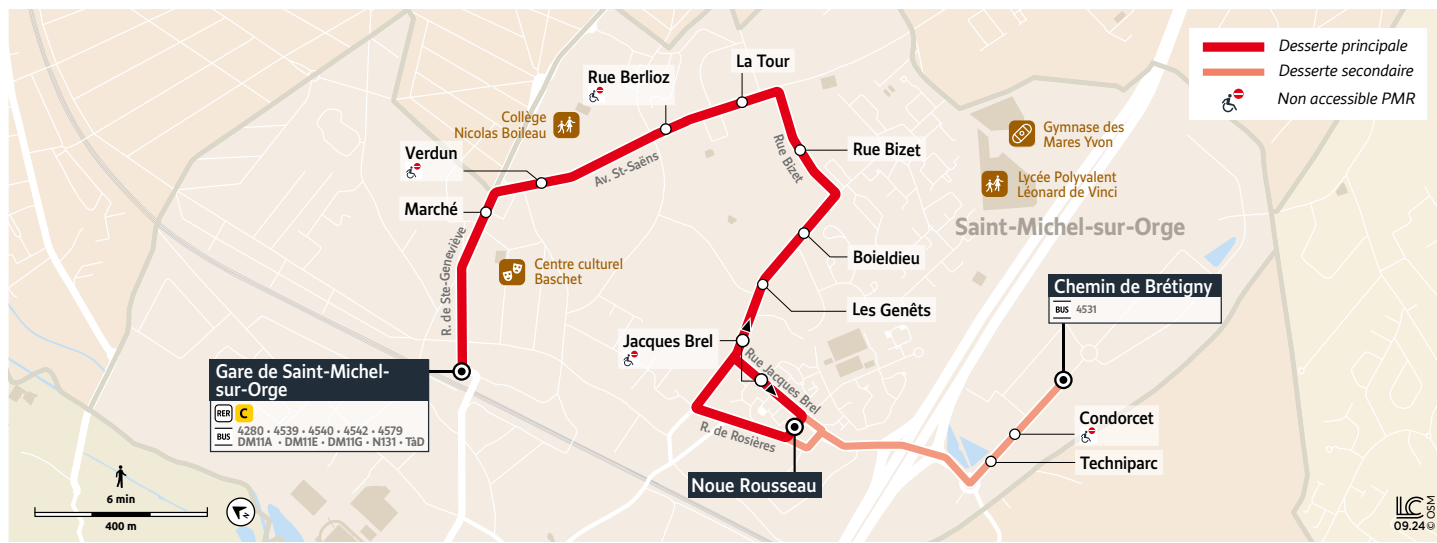 Desserte principale
Desserte secondaire
Non accessible PMR
La Tour
Rue Berlioz
Collège
Nicolas Boileau
Verdun
Av. St-Saëns
Marché
R. de Ste-Geneviève
Centre culturel
Baschet
Rue Bizet
Rue Bizet
Gymnase des
Mares Yvon
Lycée Polyvalent
Léonard de Vinci
Saint-Michel-sur-Orge
Boieldieu
Les Genêts
Chemin de Brétigny
BUS 4531
Jacques Brel
Rue Jacques Brel
Gare de Saint-Michel-
sur-Orge
RER C
BUS 4280 • 4539 • 4540 • 4542 • 4579
DM11A • DM11E • DM11G • N131 • TàD
R. de Rosières
Noue Rousseau
Condorcet
Techniparc
6 min
400 m
LC
09.24 © OSM